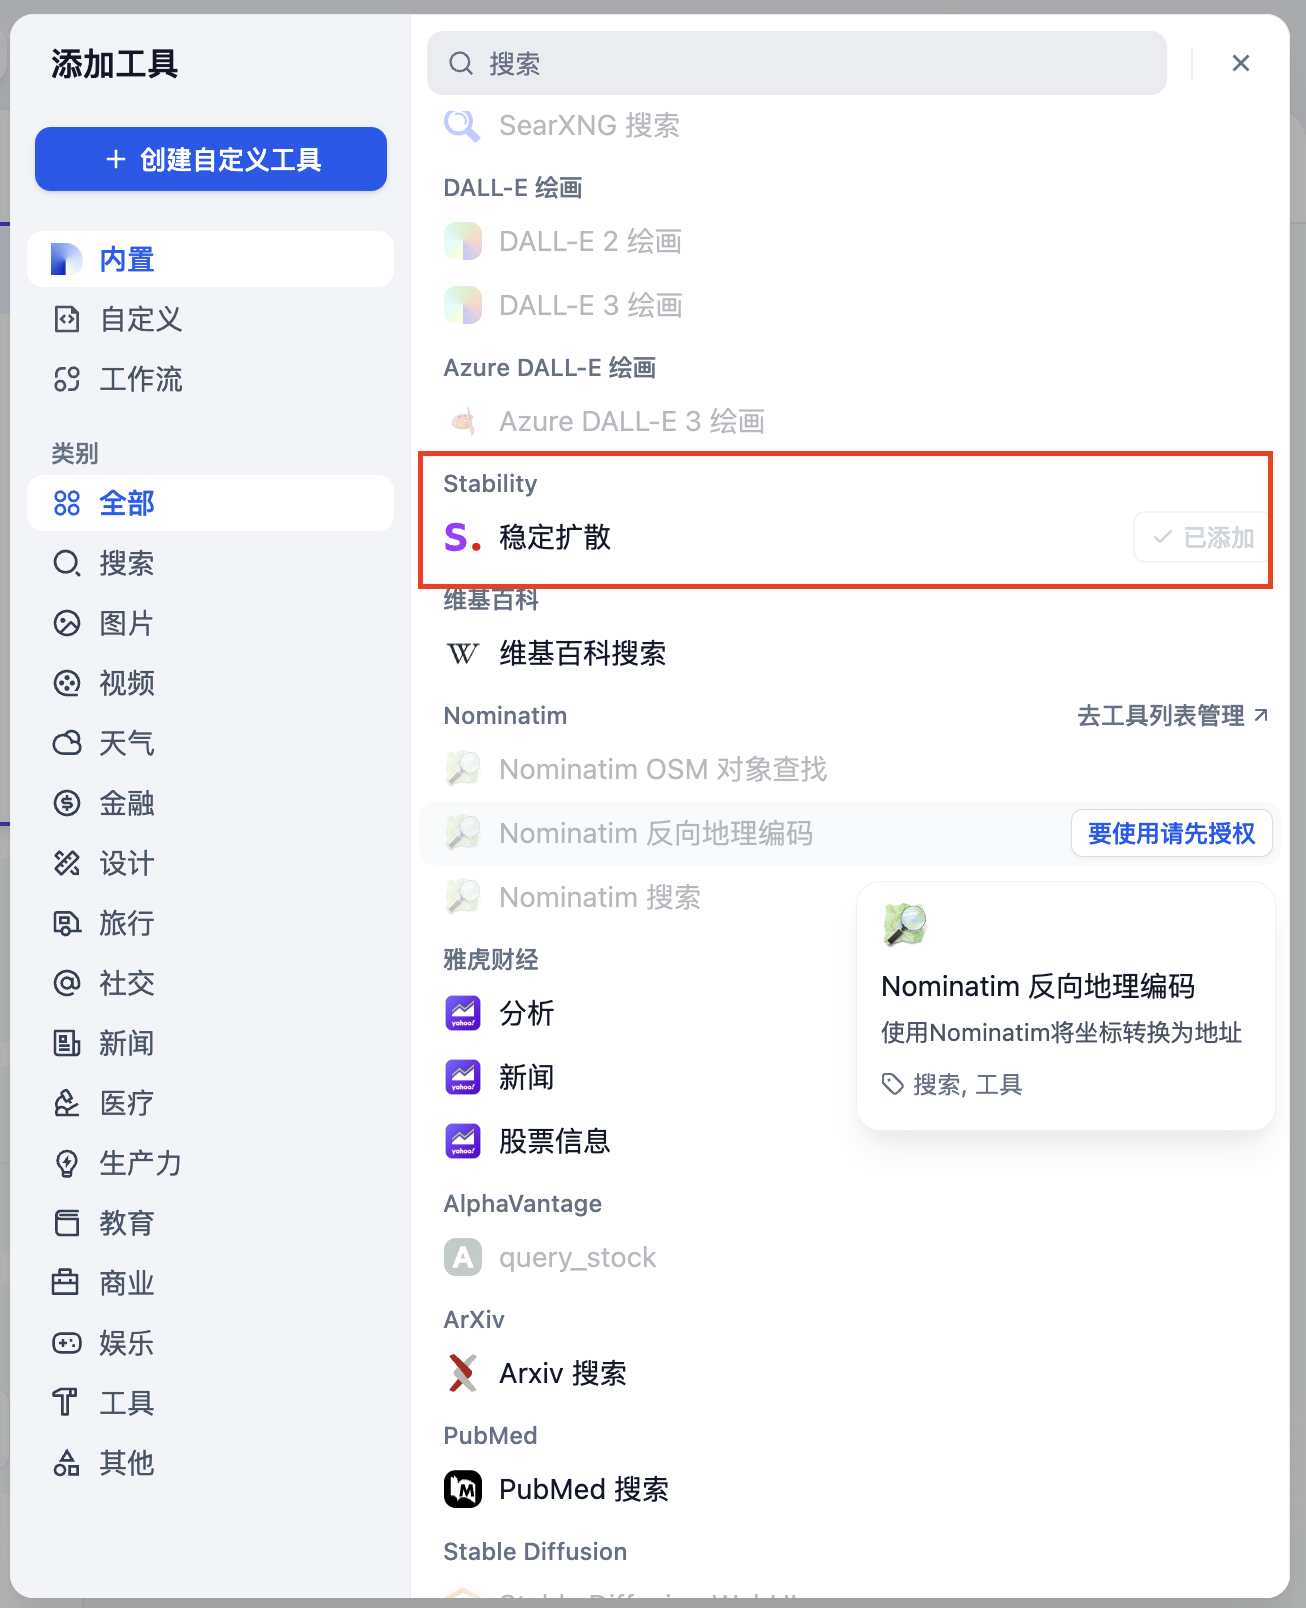 添加工具
+ 创建自定义工具
内置
自定义
工作流
类别
全部
搜索
图片
视频
天气
金融
设计
旅行
社交
新闻
医疗
生产力
教育
商业
娱乐
工具
其他
搜索
SearXNG 搜索
DALL-E 绘画
DALL-E 2 绘画
DALL-E 3 绘画
Azure DALL-E 绘画
Azure DALL-E 3 绘画
Stability
S. 稳定扩散 已添加
维基百科
W 维基百科搜索
Nominatim 去工具列表管理
Nominatim OSM 对象查找
Nominatim 反向地理编码 要使用请先授权
Nominatim 搜索
Nominatim 反向地理编码
使用Nominatim将坐标转换为地址
搜索, 工具
雅虎财经
yahoo! 分析
yahoo! 新闻
yahoo! 股票信息
AlphaVantage
A query_stock
ArXiv
Arxiv 搜索
PubMed
PubMed 搜索
Stable Diffusion